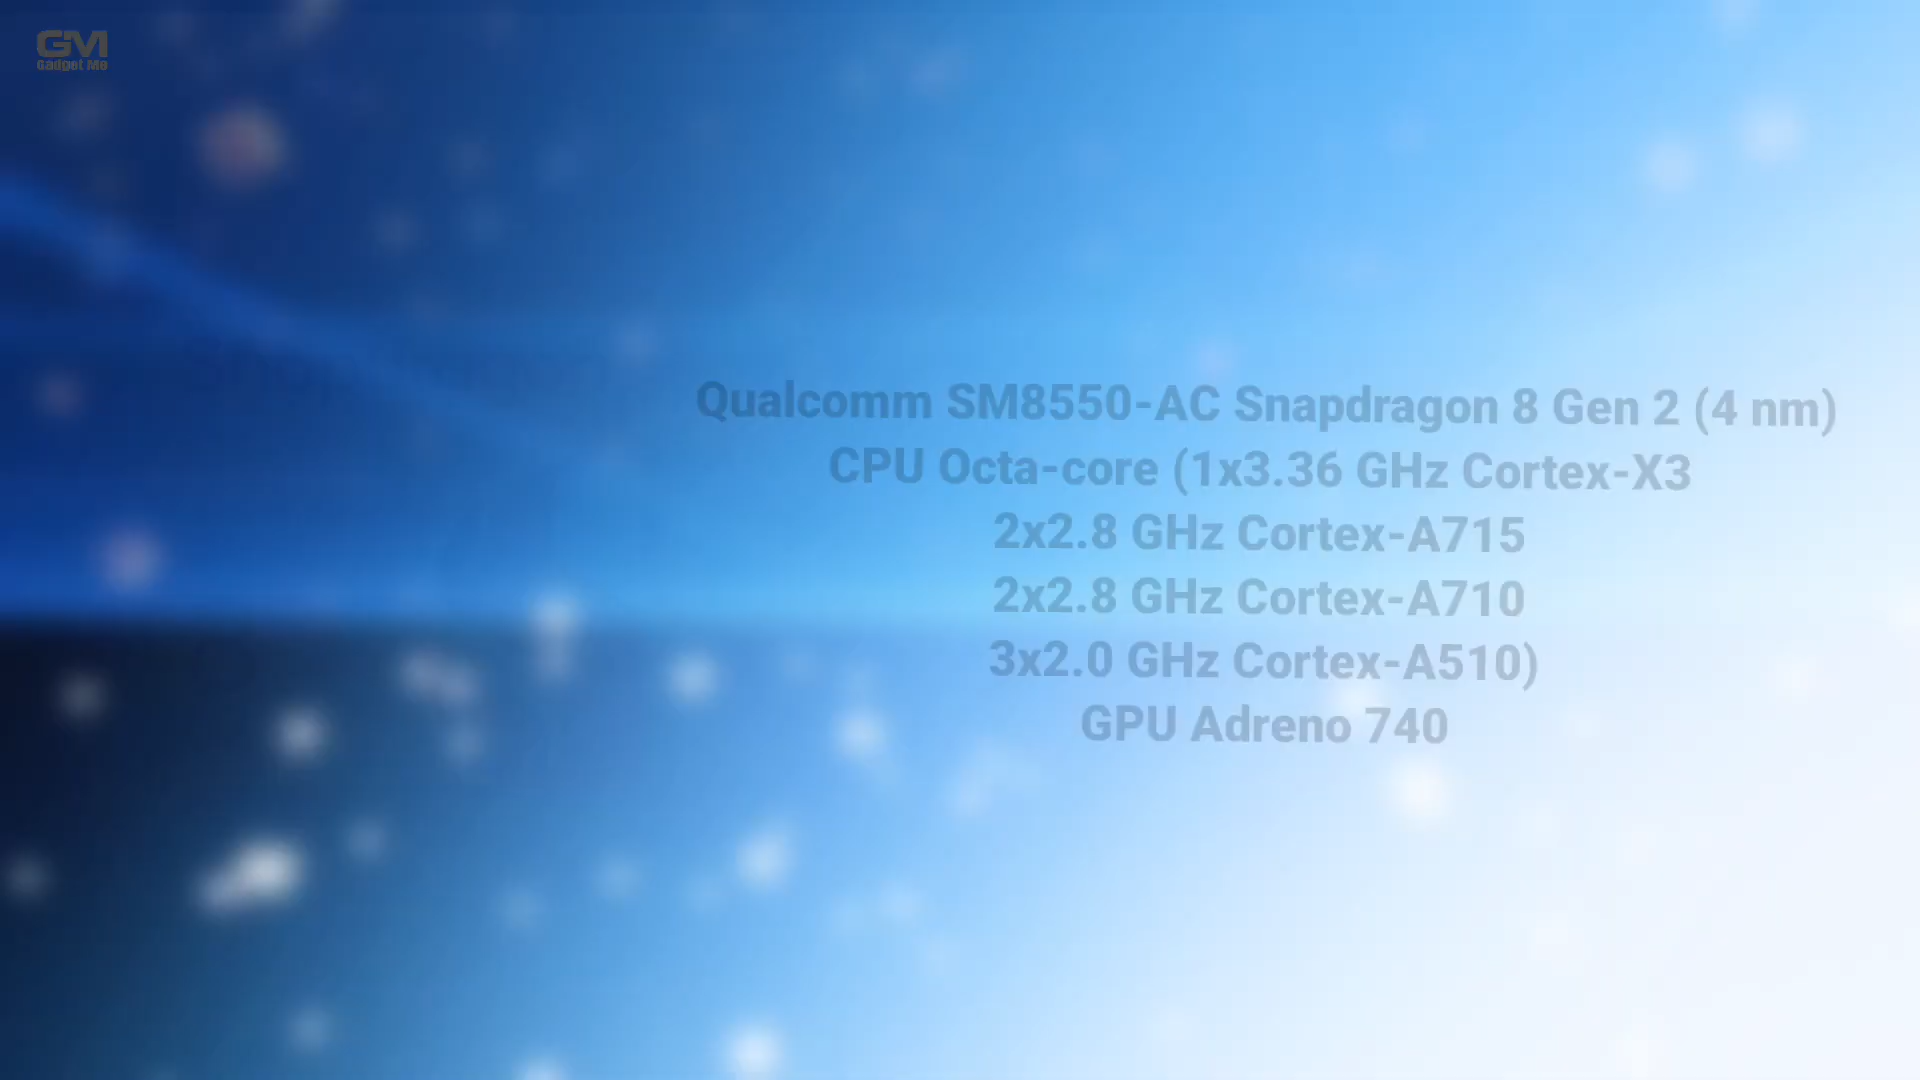 GM
Gadget Me
Qualcomm SM8550-AC Snapdragon 8 Gen 2 (4 nm)
CPU Octa-core (1x3.36 GHz Cortex-X3
2x2.8 GHz Cortex-A715
2x2.8 GHz Cortex-A710
3x2.0 GHz Cortex-A510)
GPU Adreno 740